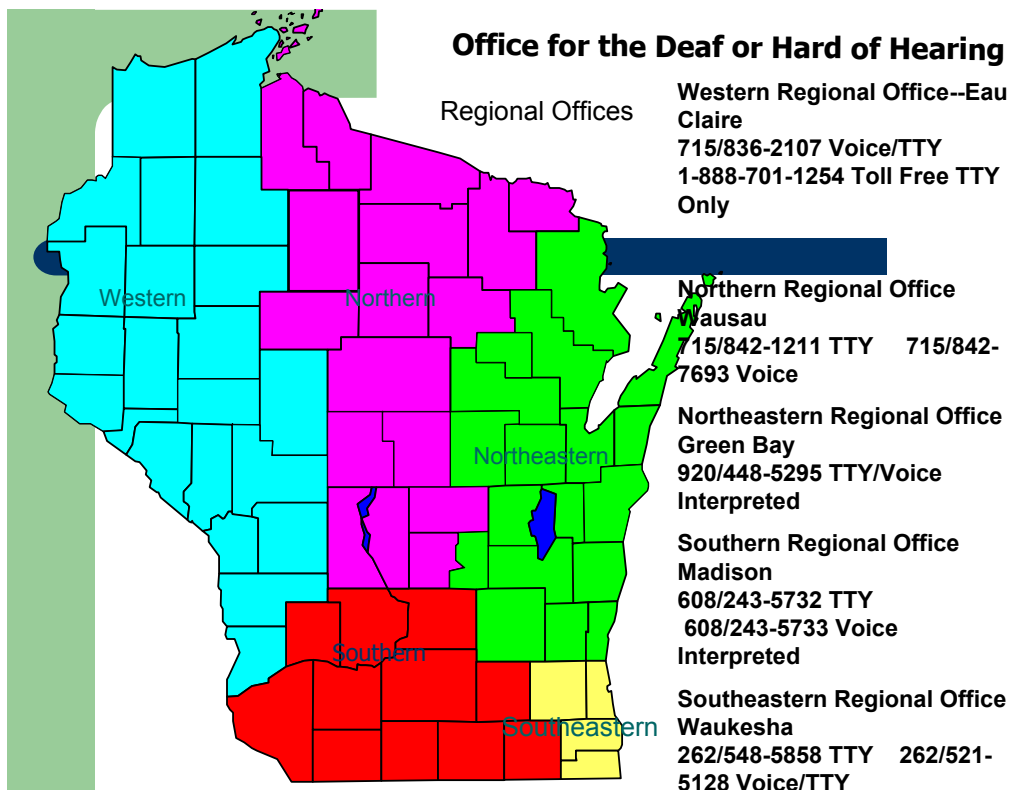 Office for the Deaf or Hard of Hearing
Regional Offices
Western Regional Office--Eau
Claire
715/836-2107 Voice/TTY
1-888-701-1254 Toll Free TTY
Only
Northern Regional Office
Wausau
715/842-1211 TTY 715/842-
7693 Voice
Northeastern Regional Office
Green Bay
920/448-5295 TTY/Voice
Interpreted
Southern Regional Office
Madison
608/243-5732 TTY
608/243-5733 Voice
Interpreted
Southeastern Regional Office
Waukesha
262/548-5858 TTY 262/521-
5128 Voice/TTY
Western
Northern
Northeastern
Southern
Southeastern